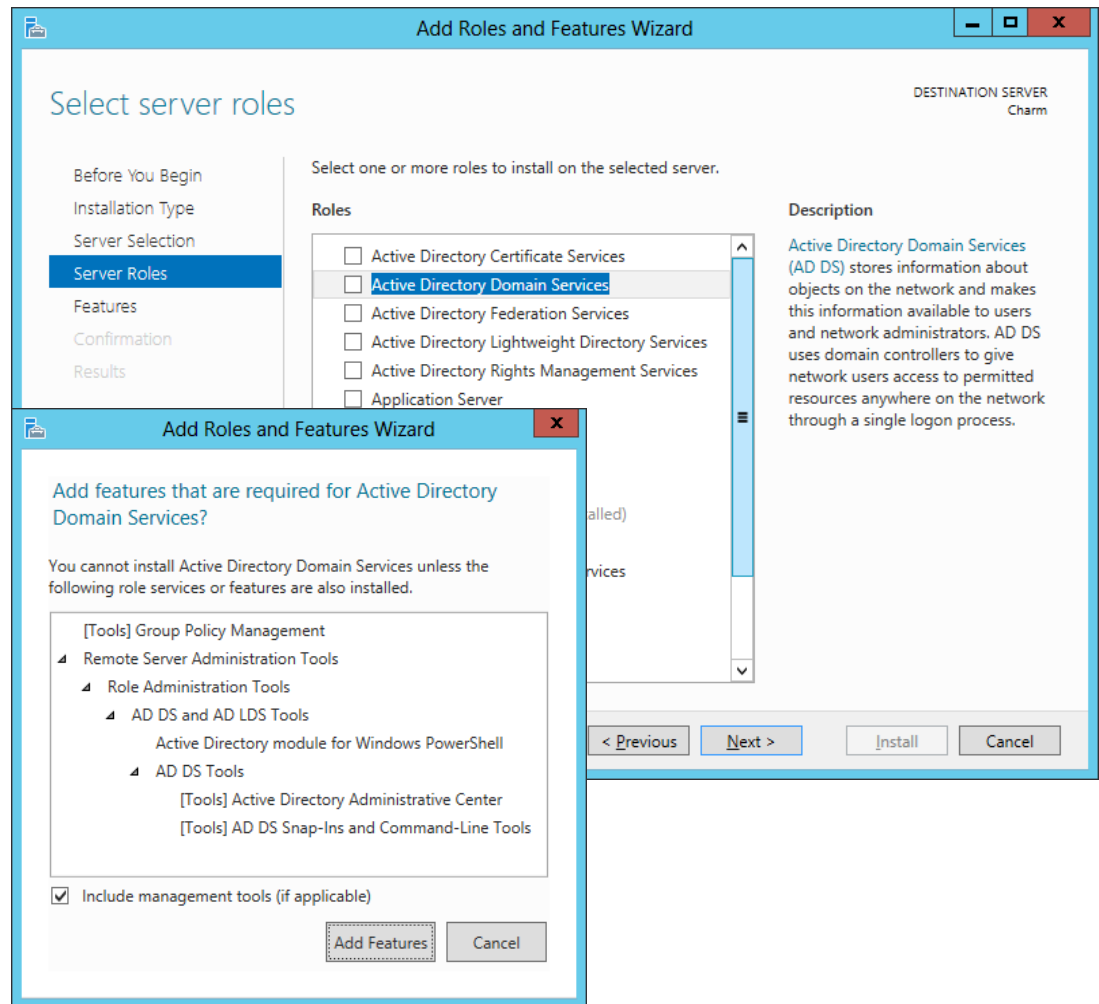 Add Roles and Features Wizard
Select server roles
DESTINATION SERVER
Charm
Before You Begin
Installation Type
Server Selection
Server Roles
Features
Confirmation
Results
Select one or more roles to install on the selected server.
Roles
Active Directory Certificate Services
Active Directory Domain Services
Active Directory Federation Services
Active Directory Lightweight Directory Services
Active Directory Rights Management Services
Application Server
alled)
rvices
Description
Active Directory Domain Services
(AD DS) stores information about
objects on the network and makes
this information available to users
and network administrators. AD DS
uses domain controllers to give
network users access to permitted
resources anywhere on the network
through a single logon process.
< Previous
Next >
Install
Cancel
Add Roles and Features Wizard
Add features that are required for Active Directory
Domain Services?
You cannot install Active Directory Domain Services unless the
following role services or features are also installed.
[Tools] Group Policy Management
Remote Server Administration Tools
Role Administration Tools
AD DS and AD LDS Tools
Active Directory module for Windows PowerShell
AD DS Tools
[Tools] Active Directory Administrative Center
[Tools] AD DS Snap-Ins and Command-Line Tools
Include management tools (if applicable)
Add Features
Cancel